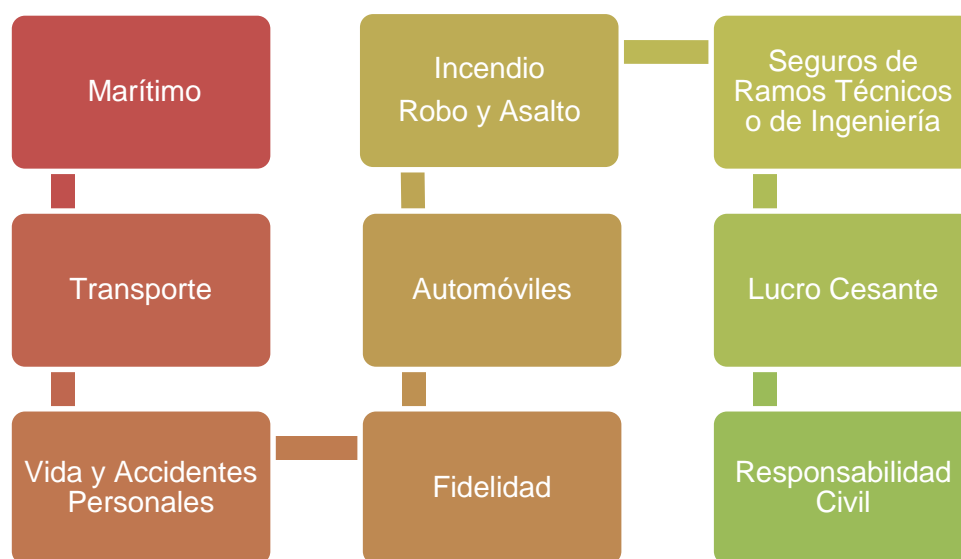 Marítimo
Transporte
Vida y Accidentes
Personales
Fidelidad
Automóviles
Incendio
Robo y Asalto
Seguros de
Ramos Técnicos
o de Ingeniería
Lucro Cesante
Responsabilidad
Civil